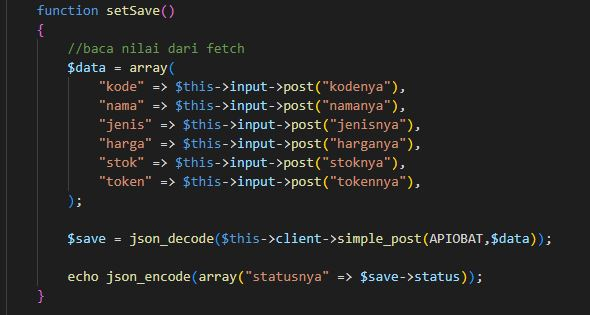 function setSave()
{
//baca nilai dari fetch
$data = array(
"kode" => $this->input->post("kodenya"),
"nama" => $this->input->post("namanya"),
"jenis" => $this->input->post("jenisnya"),
"harga" => $this->input->post("harganya"),
"stok" => $this->input->post("stoknya"),
"token" => $this->input->post("tokennya"),
);
$save = json_decode($this->client->simple_post(APIOBAT,$data));
echo json_encode(array("statusnya" => $save->status));
}